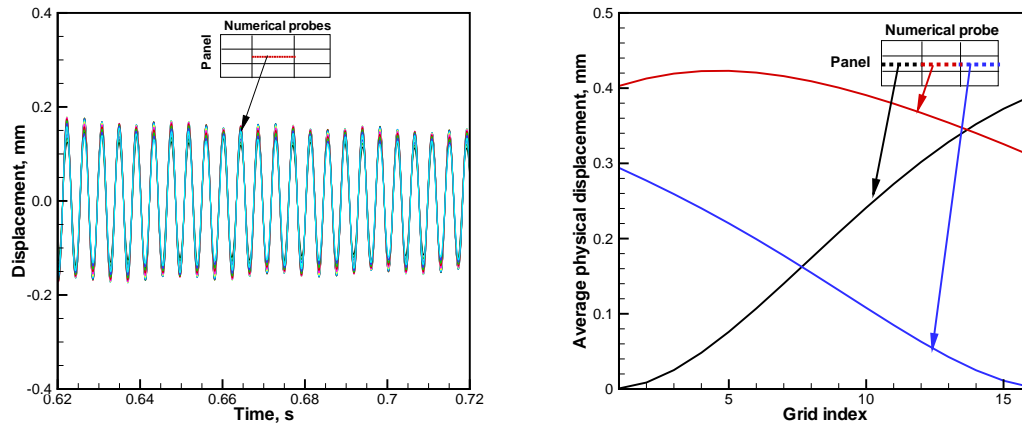 Numerical probes
Panel
Displacement, mm
0.4
0.2
0.0
-0.2
-0.4
0.62
0.64
0.66
0.68
0.7
0.72
Time, s
Numerical probe
Panel
Average physical displacement, mm
0.5
0.4
0.3
0.2
0.1
0
5
10
15
Grid index